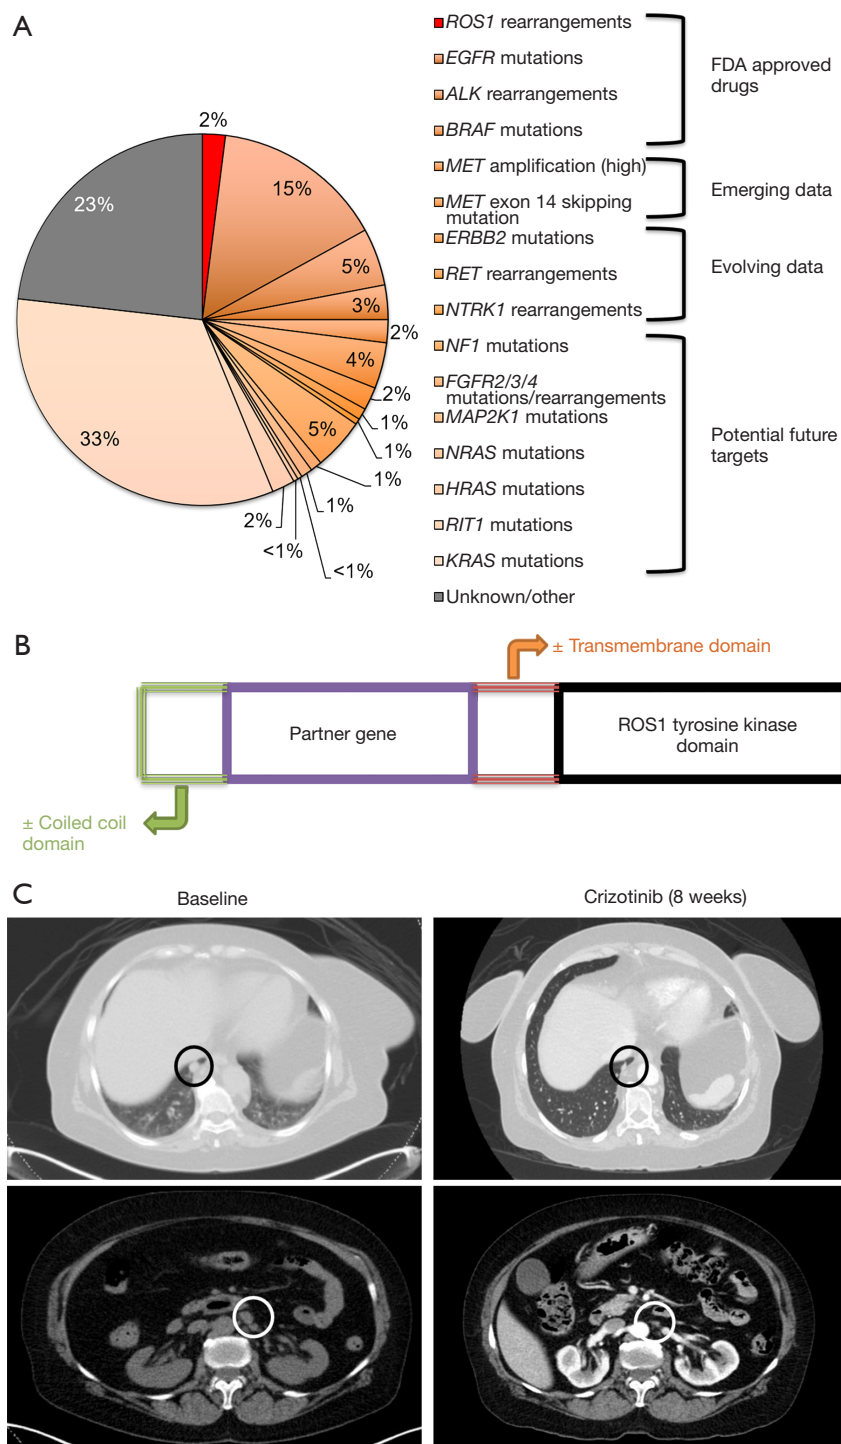 A
2%
15%
5%
3%
2%
4%
2%
1%
1%
5%
1%
1%
<1%
<1%
2%
33%
23%
ROS1 rearrangements
EGFR mutations
ALK rearrangements
BRAF mutations
FDA approved
drugs
MET amplification (high)
MET exon 14 skipping
mutation
Emerging data
ERBB2 mutations
RET rearrangements
NTRK1 rearrangements
Evolving data
NF1 mutations
FGFR2/3/4
mutations/rearrangements
MAP2K1 mutations
NRAS mutations
HRAS mutations
RIT1 mutations
KRAS mutations
Potential future
targets
Unknown/other
B
± Transmembrane domain
Partner gene
ROS1 tyrosine kinase
domain
± Coiled coil
domain
C
Baseline
Crizotinib (8 weeks)